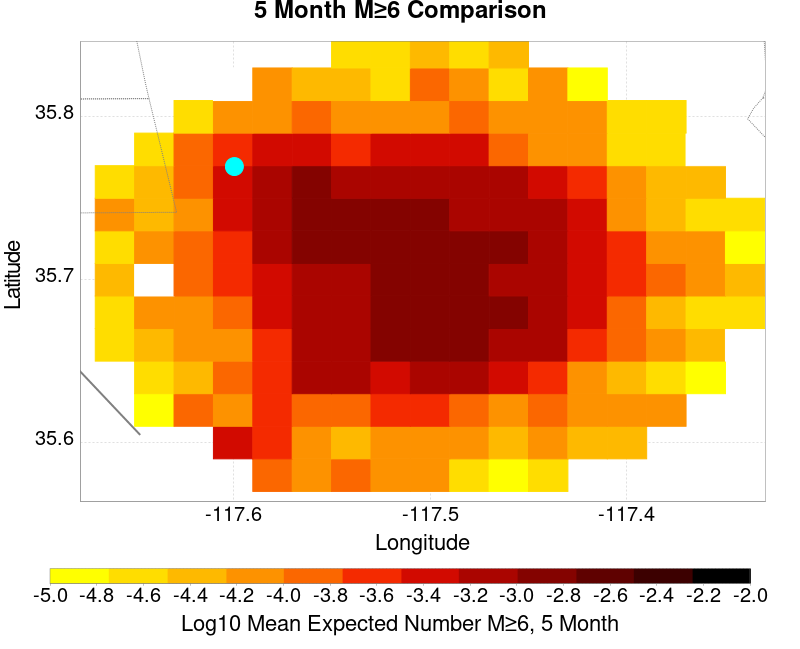 5 Month M≥6 Comparison
35.8
35.7
35.6
Latitude
-117.6 -117.5 -117.4
Longitude
-5.0 -4.8 -4.6 -4.4 -4.2 -4.0 -3.8 -3.6 -3.4 -3.2 -3.0 -2.8 -2.6 -2.4 -2.2 -2.0
Log10 Mean Expected Number M≥6, 5 Month